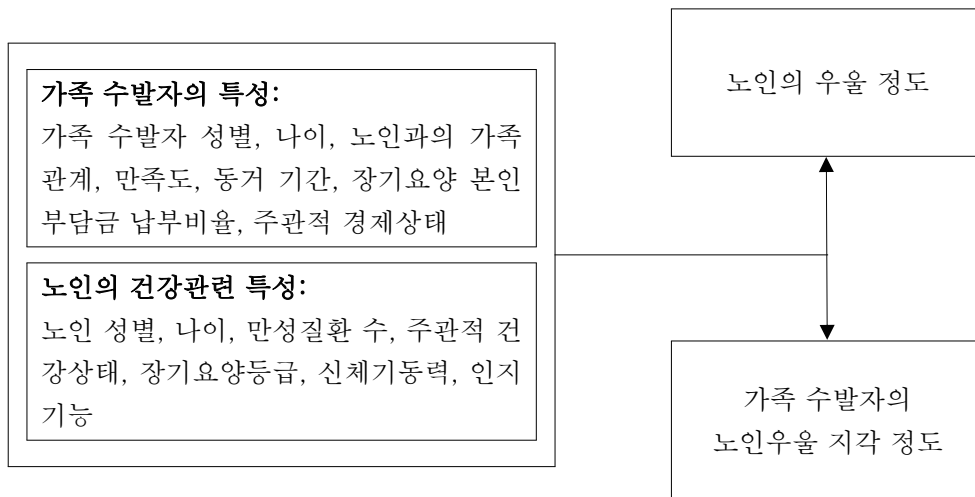 가족 수발자의 특성:
가족 수발자 성별, 나이, 노인과의 가족
관계, 만족도, 동거 기간, 장기요양 본인
부담금 납부비율, 주관적 경제상태
노인의 건강관련 특성:
노인 성별, 나이, 만성질환 수, 주관적 건
강상태, 장기요양등급, 신체기동력, 인지
기능
노인의 우울 정도
가족 수발자의
노인우울 지각 정도